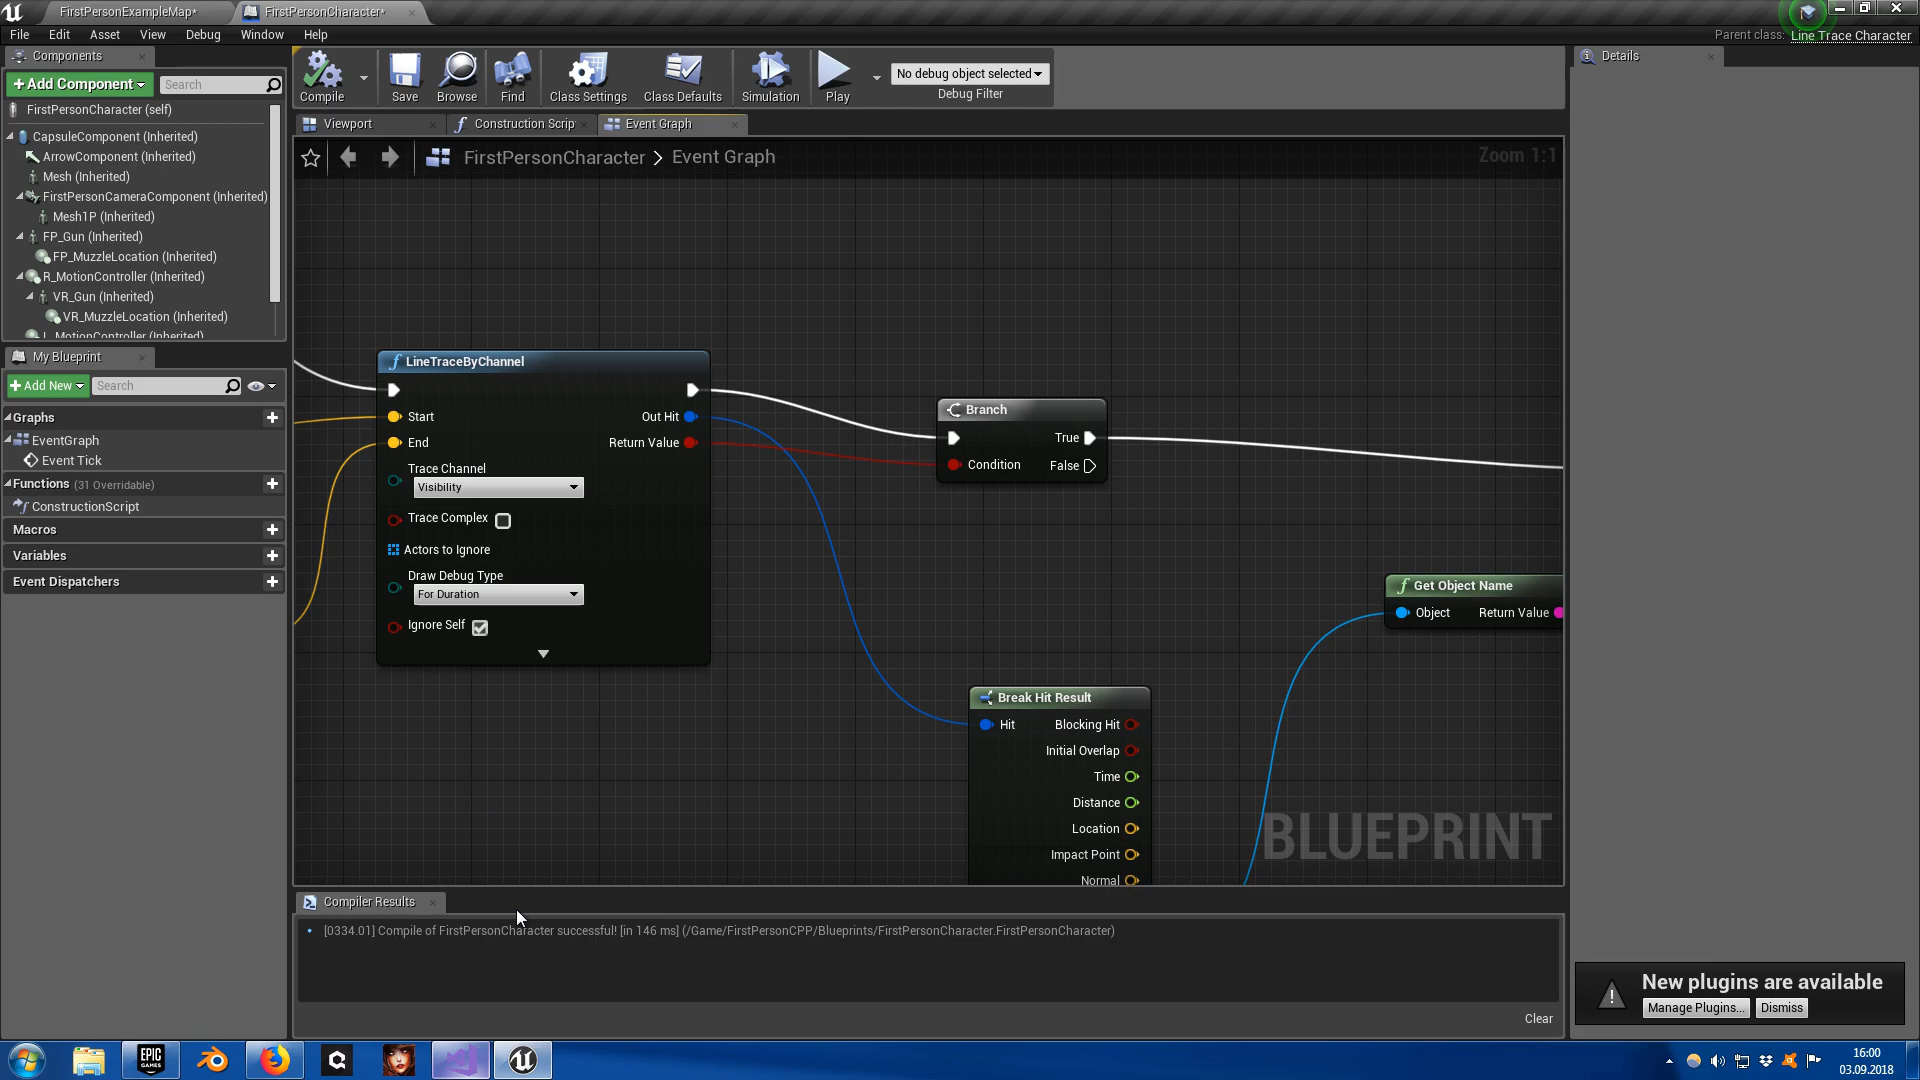 FirstPersonExampleMap*
FirstPersonCharacter*
File Edit Asset View Debug Window Help
Parent class: Line Trace Character
Components
+Add Component
Search
FirstPersonCharacter (self)
CapsuleComponent (Inherited)
ArrowComponent (Inherited)
Mesh (Inherited)
FirstPersonCameraComponent (Inherited)
Mesh1P (Inherited)
FP_Gun (Inherited)
FP_MuzzleLocation (Inherited)
R_MotionController (Inherited)
VR_Gun (Inherited)
VR_MuzzleLocation (Inherited)
L_MotionController (Inherited)
My Blueprint
+Add New
Search
Graphs
EventGraph
Event Tick
Functions (31 Overridable)
ConstructionScript
Macros
Variables
Event Dispatchers
Compile
Save
Browse
Find
Class Settings
Class Defaults
Simulation
Play
No debug object selected
Debug Filter
Viewport
Construction Scrip
Event Graph
FirstPersonCharacter > Event Graph
Zoom 1:1
LineTraceByChannel
Start
Out Hit
End
Return Value
Trace Channel
Visibility
Trace Complex
Actors to Ignore
Draw Debug Type
For Duration
Ignore Self
Branch
True
Condition
False
Get Object Name
Object
Return Value
Break Hit Result
Hit
Blocking Hit
Initial Overlap
Time
Distance
Location
Impact Point
Normal
BLUEPRINT
Compiler Results
[0334.01] Compile of FirstPersonCharacter successful! [in 146 ms] (/Game/FirstPersonCPP/Blueprints/FirstPersonCharacter.FirstPersonCharacter)
Clear
Details
New plugins are available
Manage Plugins...
Dismiss
EPIC
GAMES
16:00
03.09.2018